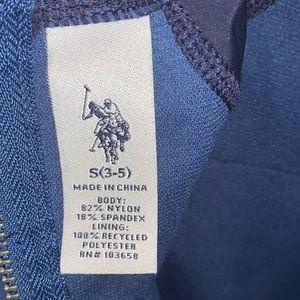 S(3-5)
MADE IN CHINA
BODY:
82% NYLON
18% SPANDEX
LINING:
100% RECYCLED
POLYESTER
RN# 103658